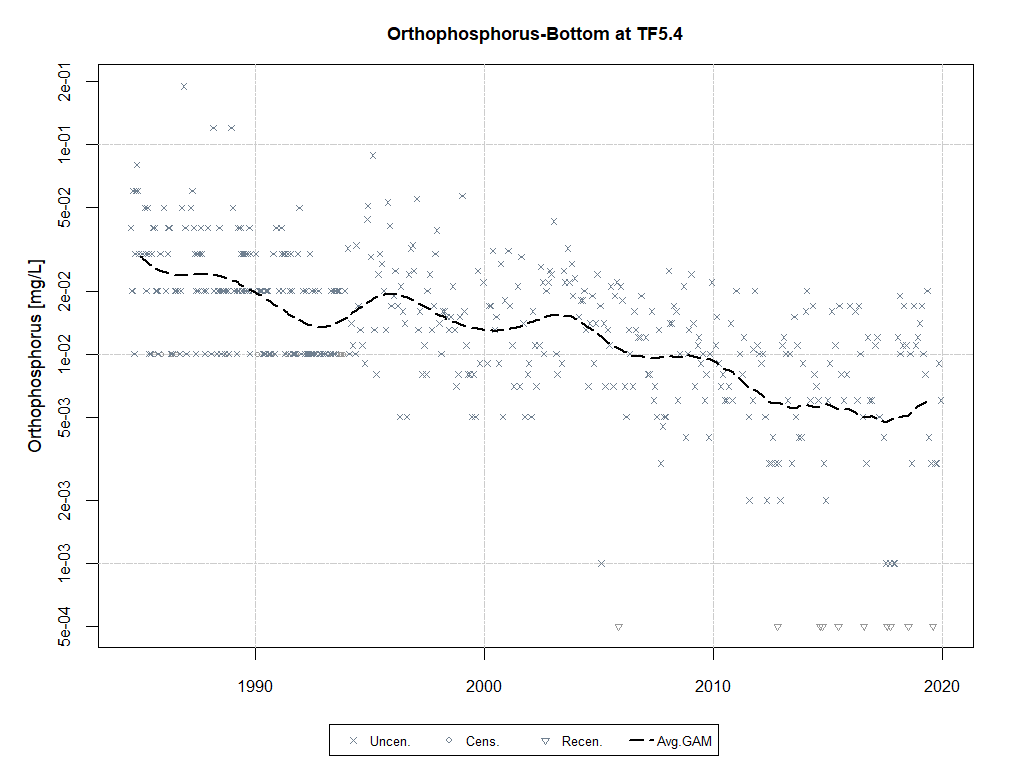 Orthophosphorus-Bottom at TF5.4
Orthophosphorus [mg/L]
2e-01
1e-01
5e-02
2e-02
1e-02
5e-03
2e-03
1e-03
5e-04
1990 2000 2010 2020
Uncen. Cens. Recen. Avg.GAM